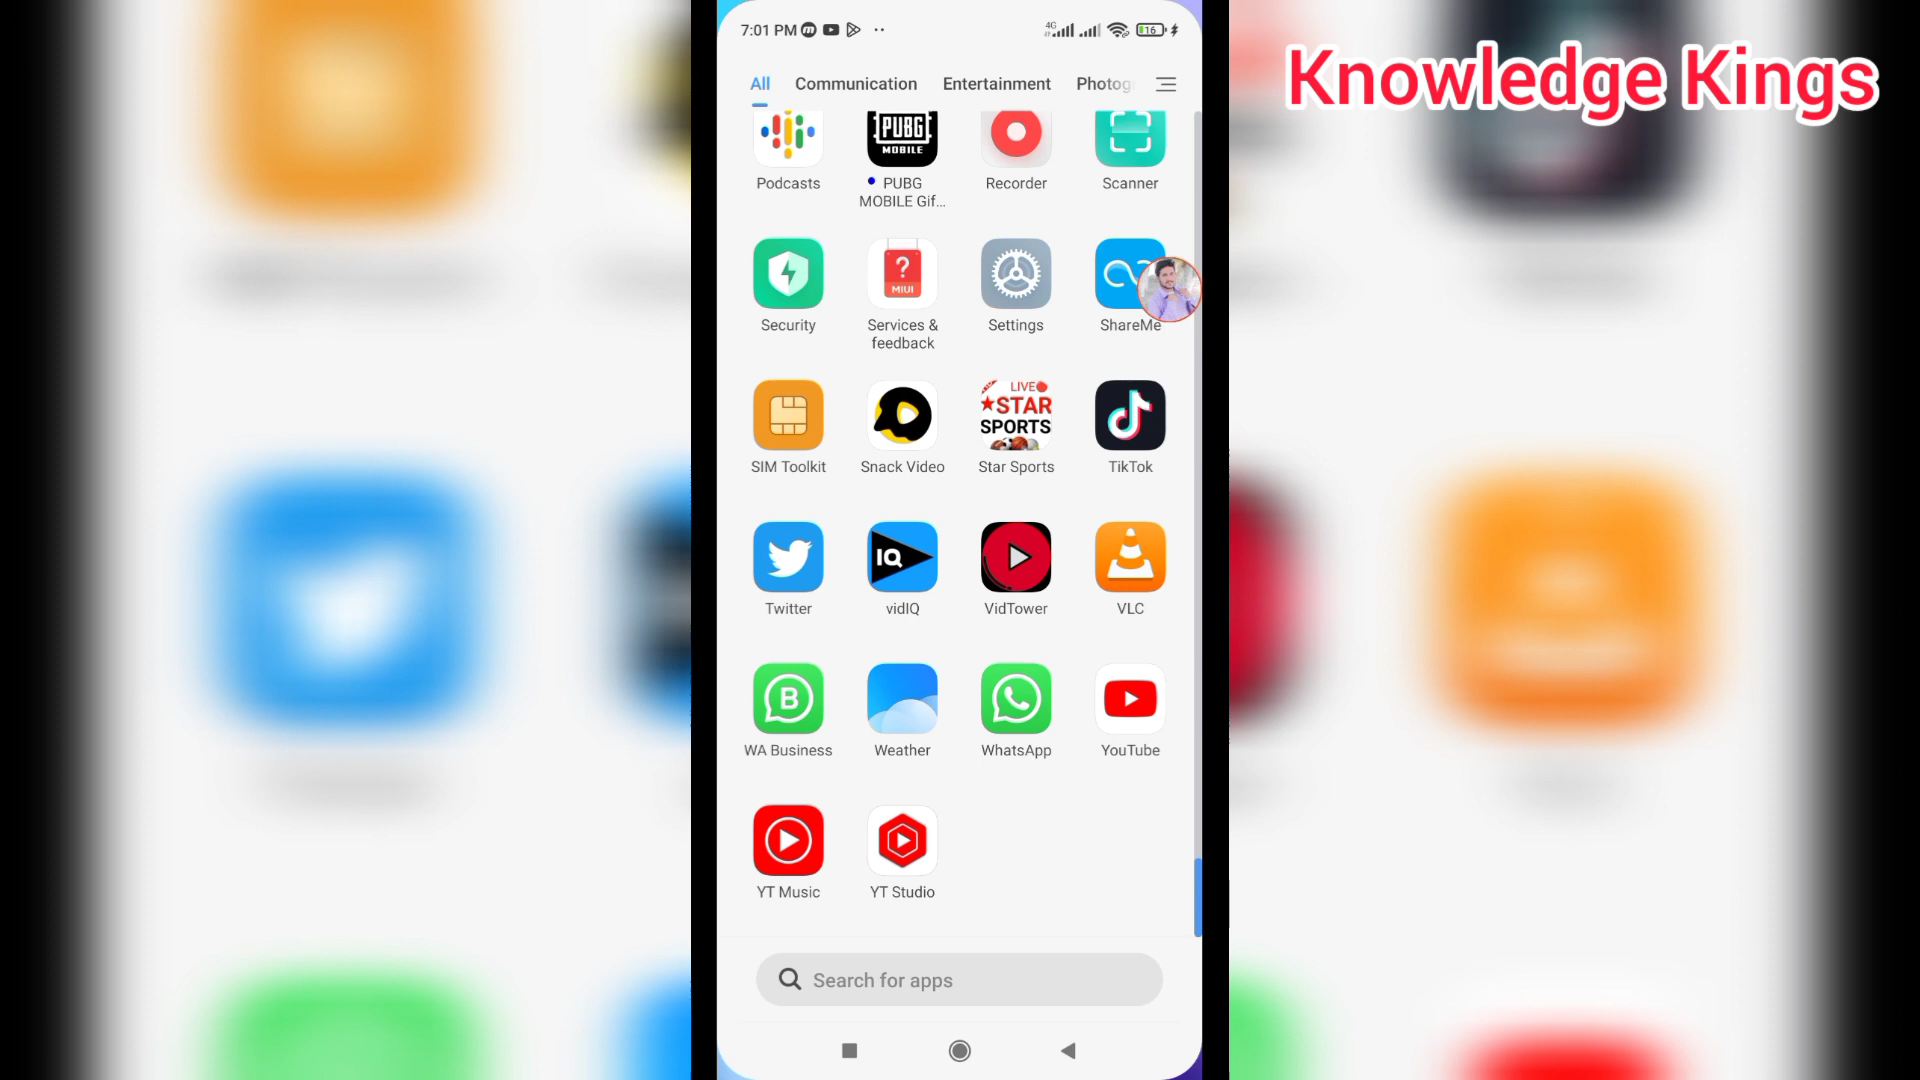 7:01 PM
4G
16
Knowledge Kings
All Communication Entertainment Photog
PUBG
MOBILE
Podcasts
PUBG
MOBILE Gif...
Recorder
Scanner
?
MIUI
Security
Services &
feedback
Settings
ShareMe
LIVE
STAR
SPORTS
SIM Toolkit
Snack Video
Star Sports
TikTok
IQ
Twitter
vidIQ
VidTower
VLC
B
WA Business
Weather
WhatsApp
YouTube
YT Music
YT Studio
Search for apps